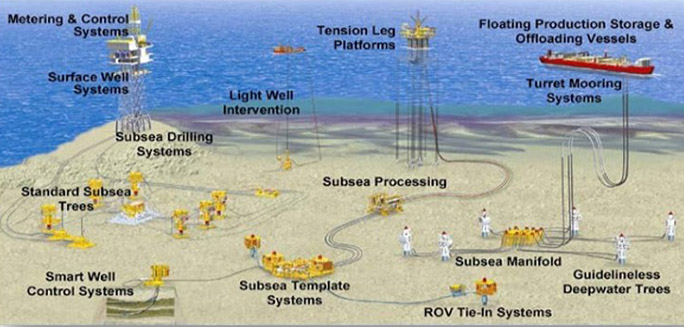 Metering & Control
Systems
Surface Well
Systems
Subsea Drilling
Systems
Light Well
Intervention
Tension Leg
Platforms
Floating Production Storage &
Offloading Vessels
Turret Mooring
Systems
Standard Subsea
Trees
Subsea Processing
Smart Well
Control Systems
Subsea Template
Systems
ROV Tie-In Systems
Subsea Manifold
Guidelineless
Deepwater Trees